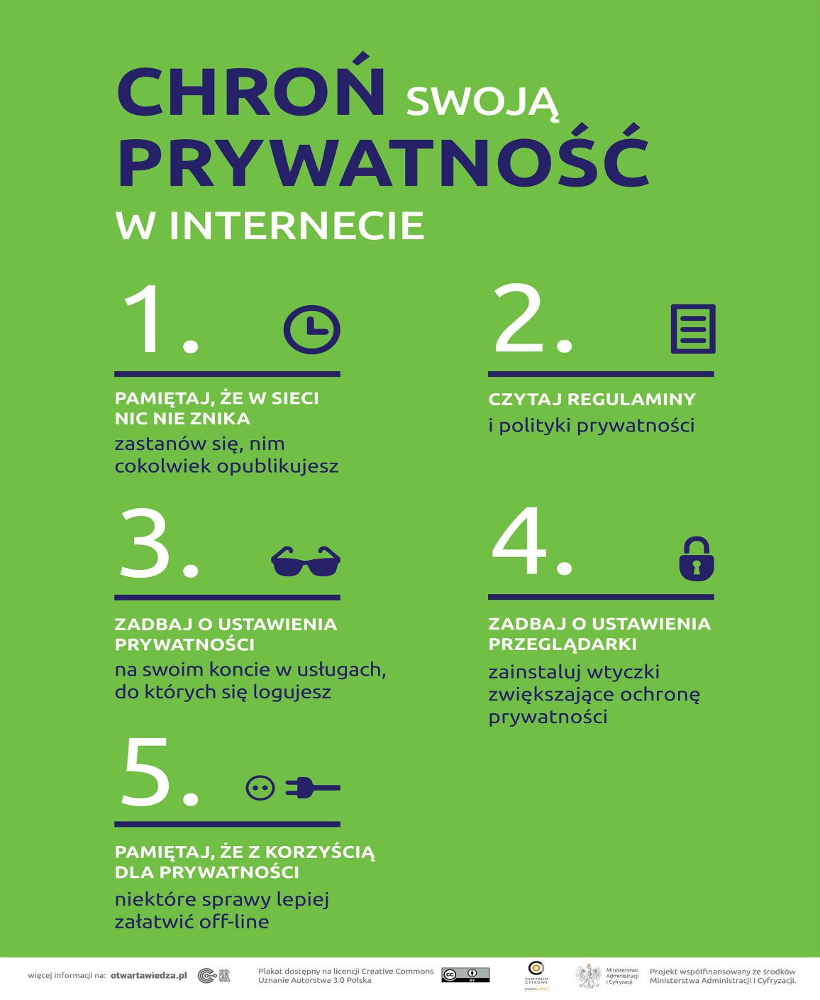 CHROŃ SWOJĄ
PRYWATNOŚĆ
W INTERNECIE
1.
PAMIĘTAJ, ŻE W SIECI
NIC NIE ZNIKA
zastanów się, nim
cokolwiek opublikujesz
2.
CZYTAJ REGULAMINY
i polityki prywatności
3.
ZADBAJ O USTAWIENIA
PRYWATNOŚCI
na swoim koncie w usługach,
do których się logujesz
4.
ZADBAJ O USTAWIENIA
PRZEGLĄDARKI
zainstaluj wtyczki
zwiększające ochronę
prywatności
5.
PAMIĘTAJ, ŻE Z KORZYŚCIĄ
DLA PRYWATNOŚCI
niektóre sprawy lepiej
załatwić off-line
więcej informacji na: otwartawiedza.pl
Plakat dostępny na licencji Creative Commons
Uznanie Autorstwa 3.0 Polska
cc BY
CENTRUM
CYFROWE
Ministerstwo
Administracji
i Cyfryzacji
Projekt współfinansowany ze środków
Ministerstwa Administracji i Cyfryzacji.